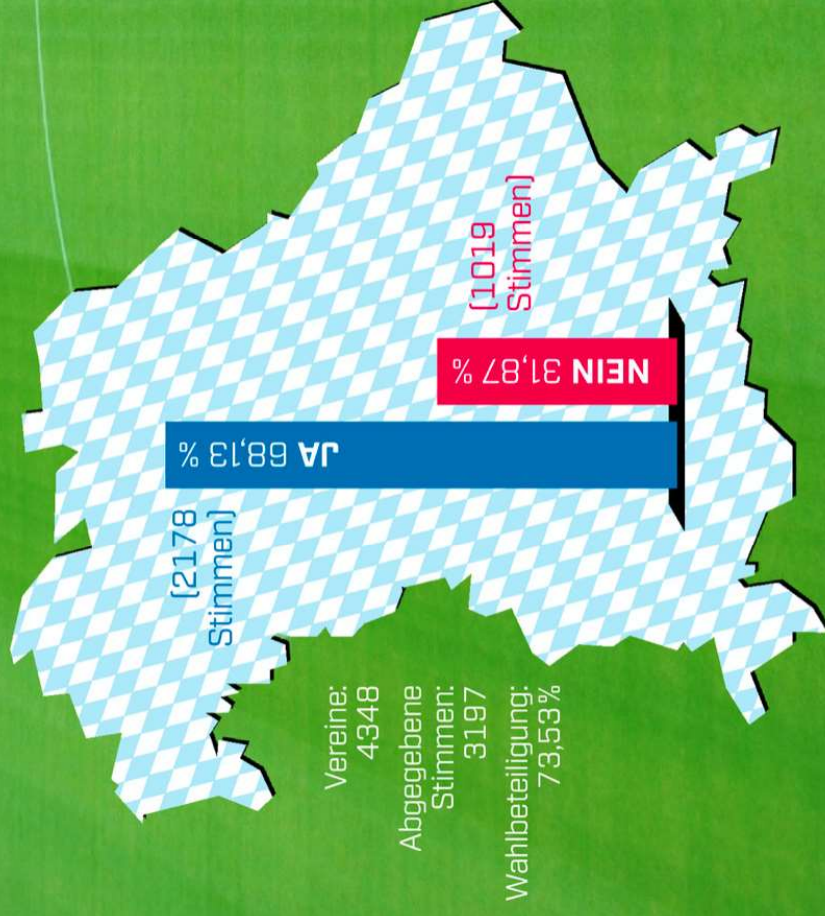 JA 68,13 %
(2178
Stimmen)
NEIN 31,87 %
(1019
Stimmen)
Vereine:
4348
Abgegebene
Stimmen:
3197
Wahlbeteiligung:
73,53%